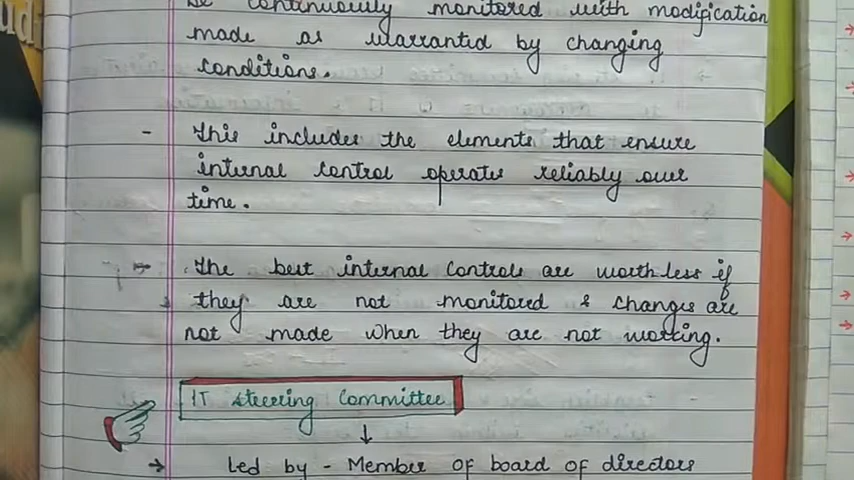 be continuously monitored with modification
made as warranted by changing
conditions.
- This includes the elements that ensure
internal control operates reliably over
time.
The best internal controls are worthless if
they are not monitored & changes are
not made when they are not working.
IT steering committee
↓
→ Led by - Member of board of directors